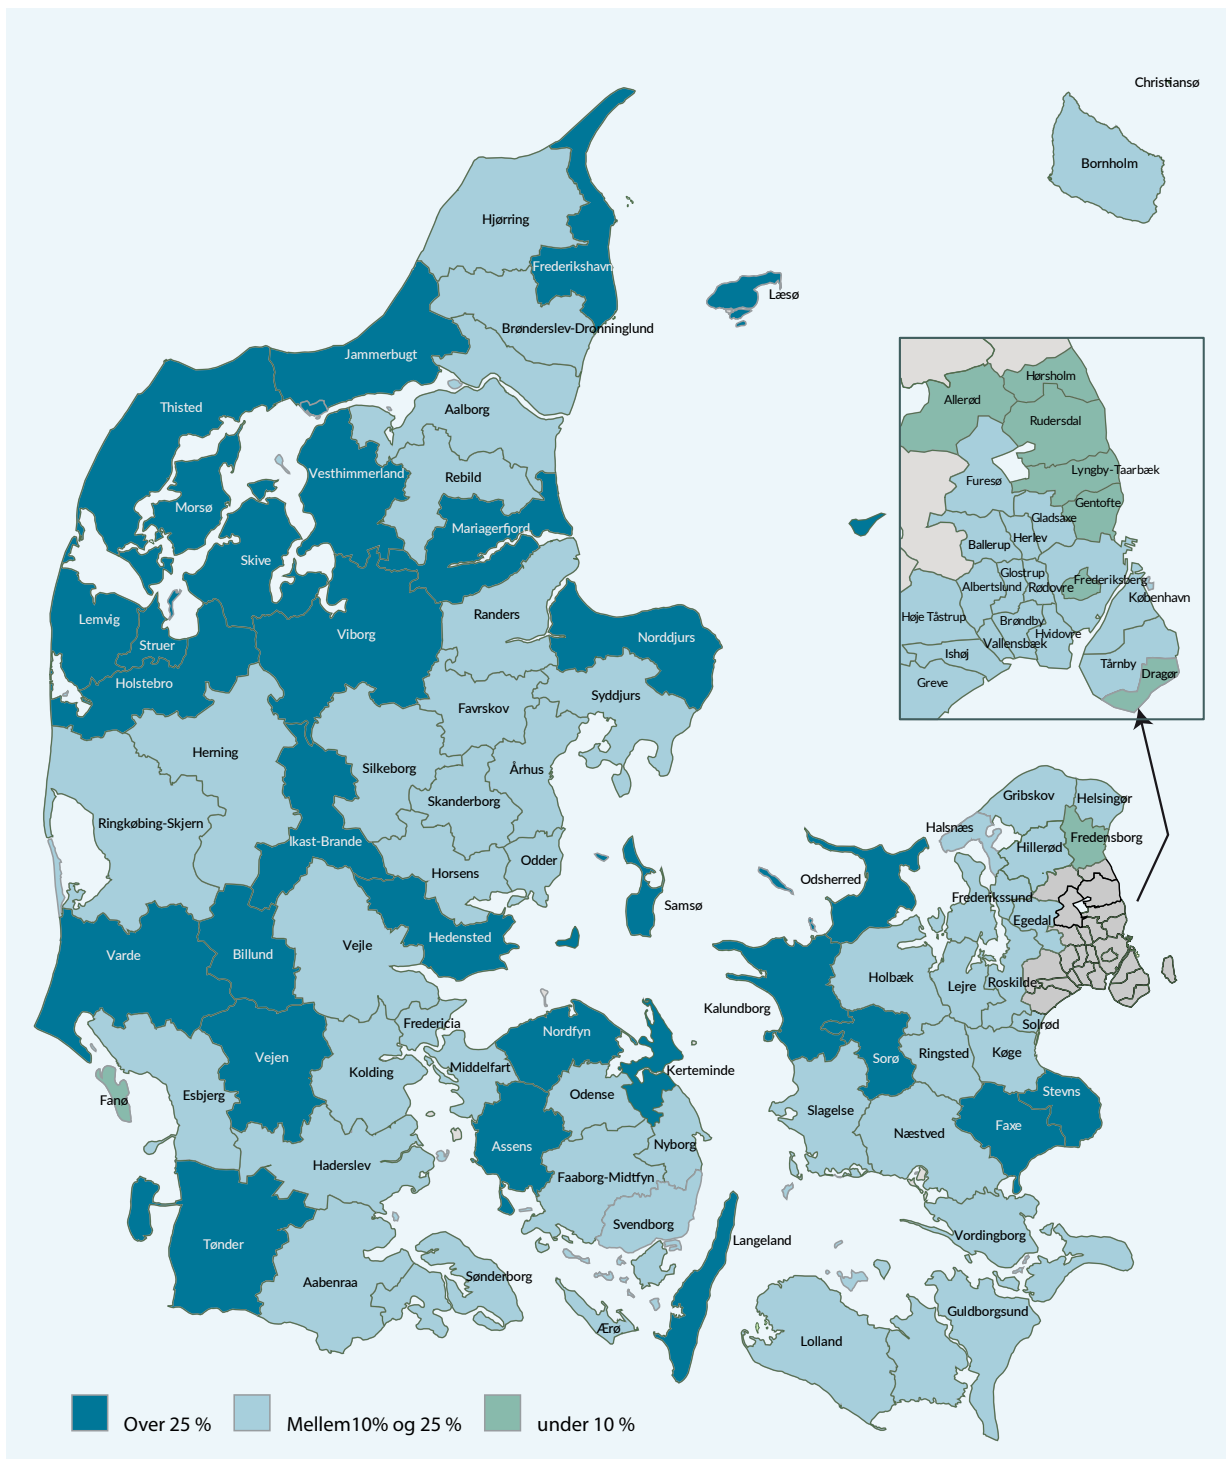 Christiansø
Bornholm
Hjørring
Frederikshavn
Læsø
Brønderslev-Dronninglund
Jammerbugt
Thisted
Aalborg
Vesthimmerland
Rebild
Morsø
Mariagerfjord
Skive
Lemvig
Struer
Viborg
Randers
Norddjurs
Holstebro
Syddjurs
Favrskov
Herning
Silkeborg
Århus
Skanderborg
Ringkøbing-Skjern
Ikast-Brande
Odder
Horsens
Samsø
Hedensted
Varde
Billund
Vejle
Fredericia
Vejen
Kolding
Fanø
Esbjerg
Haderslev
Tønder
Aabenraa
Sønderborg
Nordfyn
Middelfart
Kerteminde
Odense
Assens
Nyborg
Faaborg-Midtfyn
Svendborg
Langeland
Ærø
Hørsholm
Allerød
Rudersdal
Lyngby-Taarbæk
Furesø
Gentofte
Gladsaxe
Herlev
Ballerup
Glostrup
Frederiksberg
Albertslund
Rødovre
København
Høje Tåstrup
Brøndby
Hvidovre
Vallensbæk
Ishøj
Tårnby
Dragør
Greve
Gribskov
Helsingør
Halsnæs
Fredensborg
Hillerød
Odsherred
Frederikssund
Egedal
Holbæk
Lejre
Roskilde
Kalundborg
Solrød
Sorø
Ringsted
Køge
Stevns
Slagelse
Næstved
Faxe
Vordingborg
Guldborgsund
Lolland
Over 25 %
Mellem10% og 25 %
under 10 %